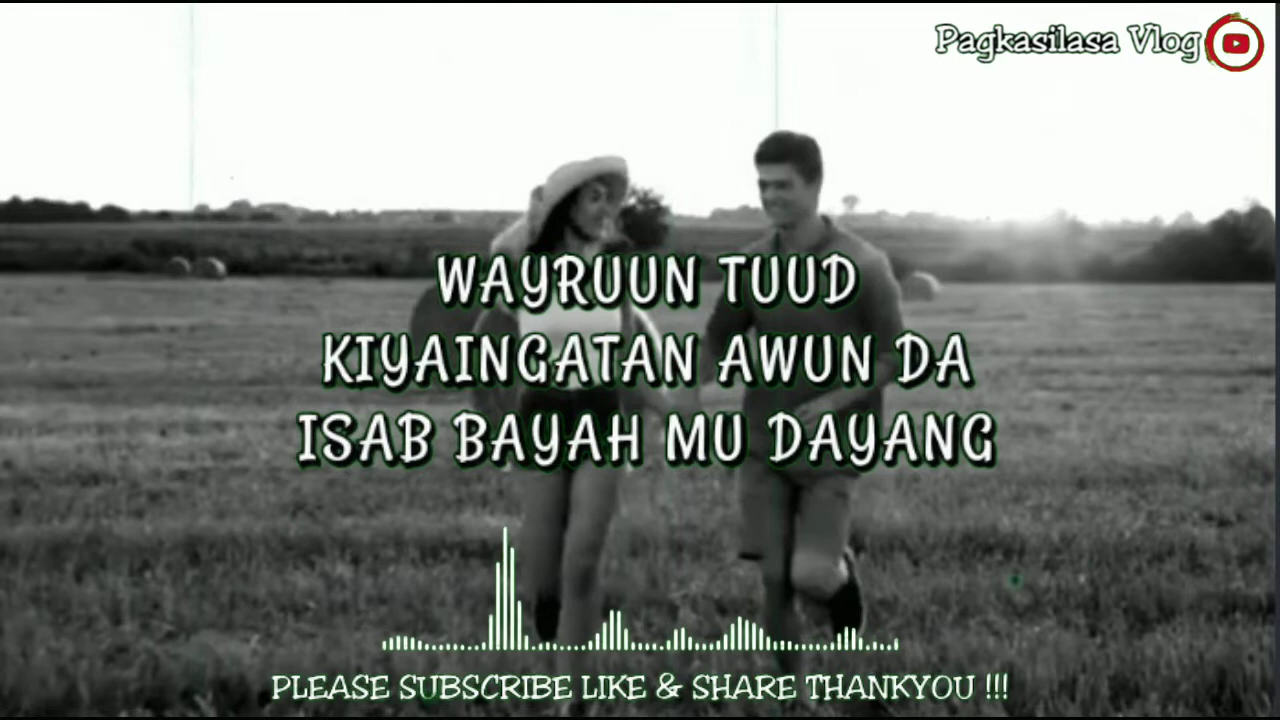 Pagkasilasa Vlog
WAYRUUN TUUD
KIYAINGATAN AWUN DA
ISAB BAYAH MU DAYANG
PLEASE SUBSCRIBE LIKE & SHARE THANKYOU !!!